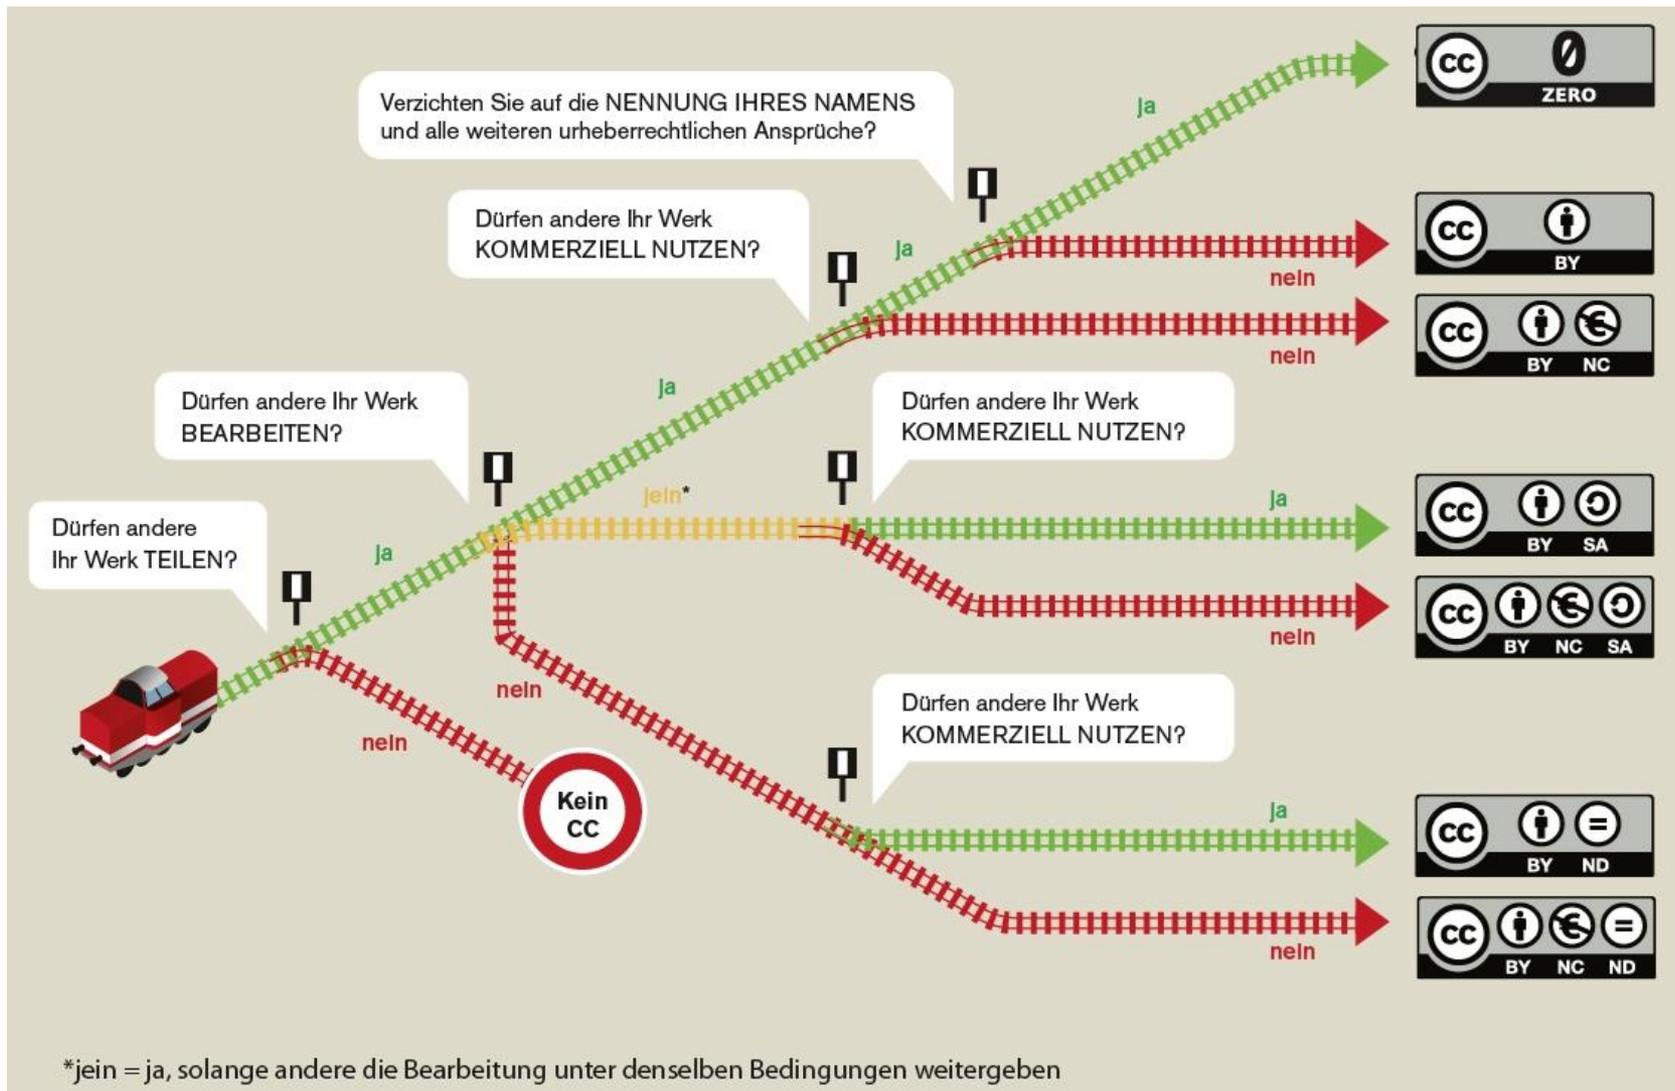 Verzichten Sie auf die NENNUNG IHRES NAMENS
und alle weiteren urheberrechtlichen Ansprüche?
ja
cc 0
ZERO
Dürfen andere Ihr Werk
KOMMERZIELL NUTZEN?
ja
nein
cc
BY
nein
cc €
BY NC
Dürfen andere Ihr Werk
BEARBEITEN?
ja
Dürfen andere Ihr Werk
KOMMERZIELL NUTZEN?
jein*
ja
cc
BY SA
Dürfen andere
Ihr Werk TEILEN?
ja
nein
cc €
BY NC SA
nein
nein
Kein
CC
Dürfen andere Ihr Werk
KOMMERZIELL NUTZEN?
ja
cc =
BY ND
nein
cc € =
BY NC ND
*jein = ja, solange andere die Bearbeitung unter denselben Bedingungen weitergeben